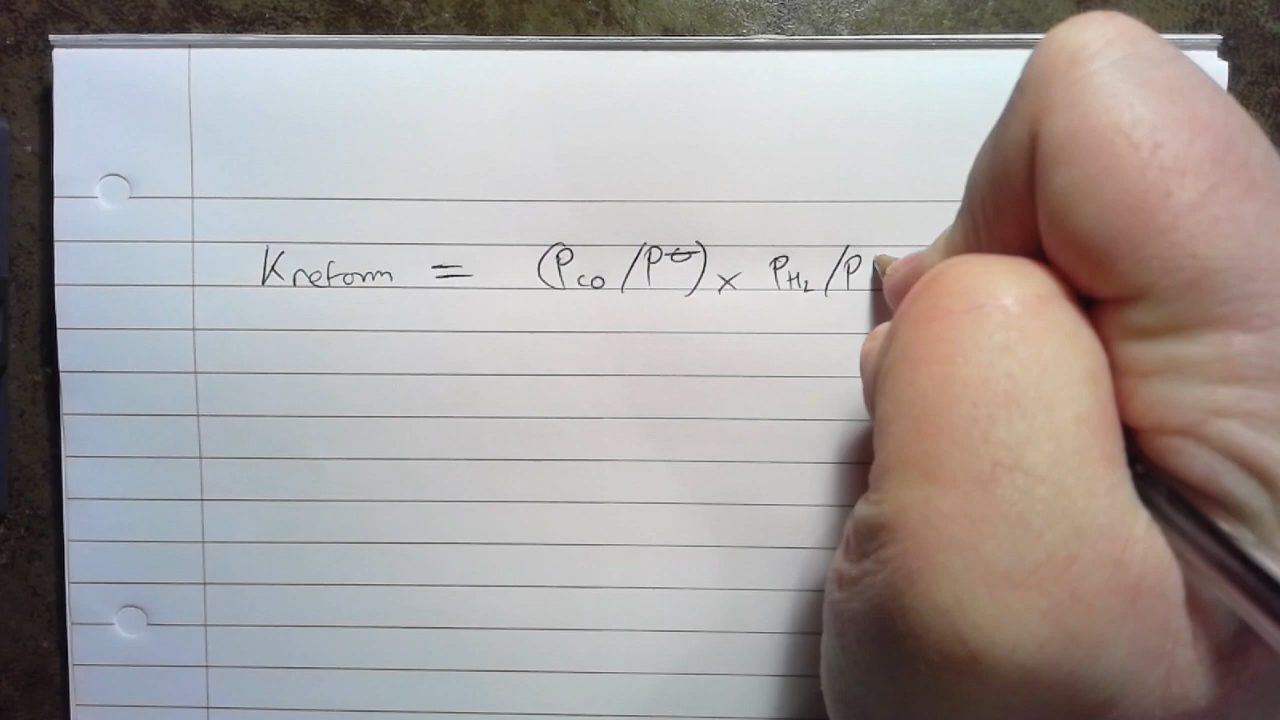 Kreform = (PCO/P⊖) × PH2/P